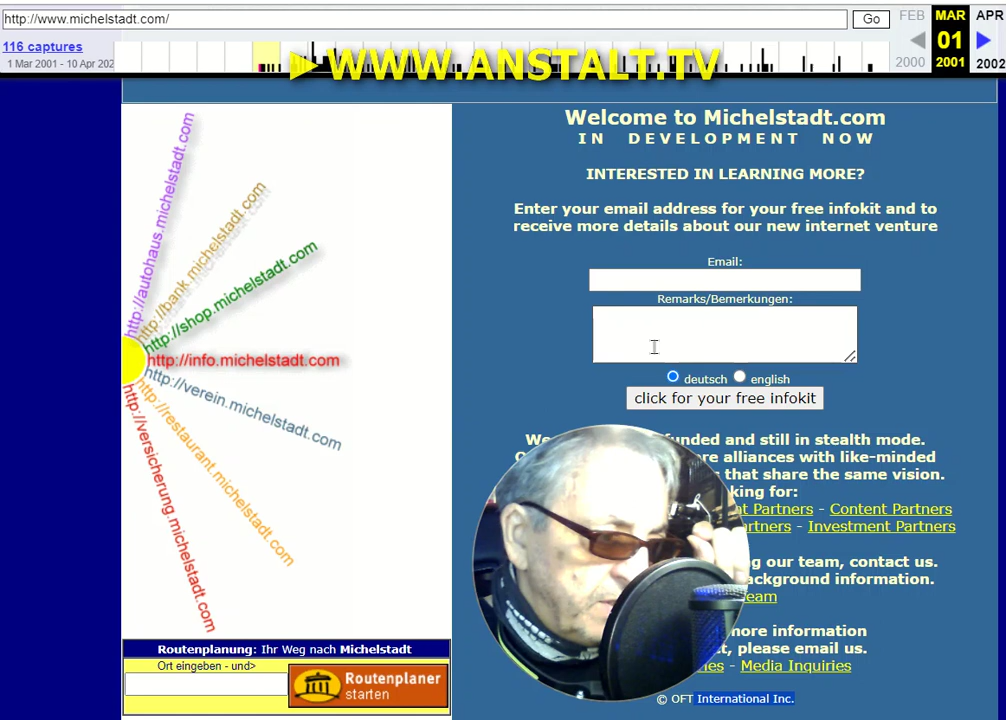 http://www.michelstadt.com/
Go
FEB
MAR
APR
116 captures
01
1 Mar 2001 - 10 Apr 202
2000
2001
2002
►WWW.ANSTALT.TV
http://autohaus.michelstadt.com
http://bank.michelstadt.com
http://shop.michelstadt.com
http://info.michelstadt.com
http://verein.michelstadt.com
http://restaurant.michelstadt.com
http://versicherung.michelstadt.com
Routenplanung: Ihr Weg nach Michelstadt
Ort eingeben - und>
Routenplaner
starten
Welcome to Michelstadt.com
IN DEVELOPMENT NOW
INTERESTED IN LEARNING MORE?
Enter your email address for your free infokit and to
receive more details about our new internet venture
Email:
Remarks/Bemerkungen:
deutsch english
click for your free infokit
We funded and still in stealth mode.
alliances with like-minded
that share the same vision.
for:
Partners - Content Partners
- Investment Partners
our team, contact us.
background information.
more information
please email us.
- Media Inquiries
© OFT International Inc.